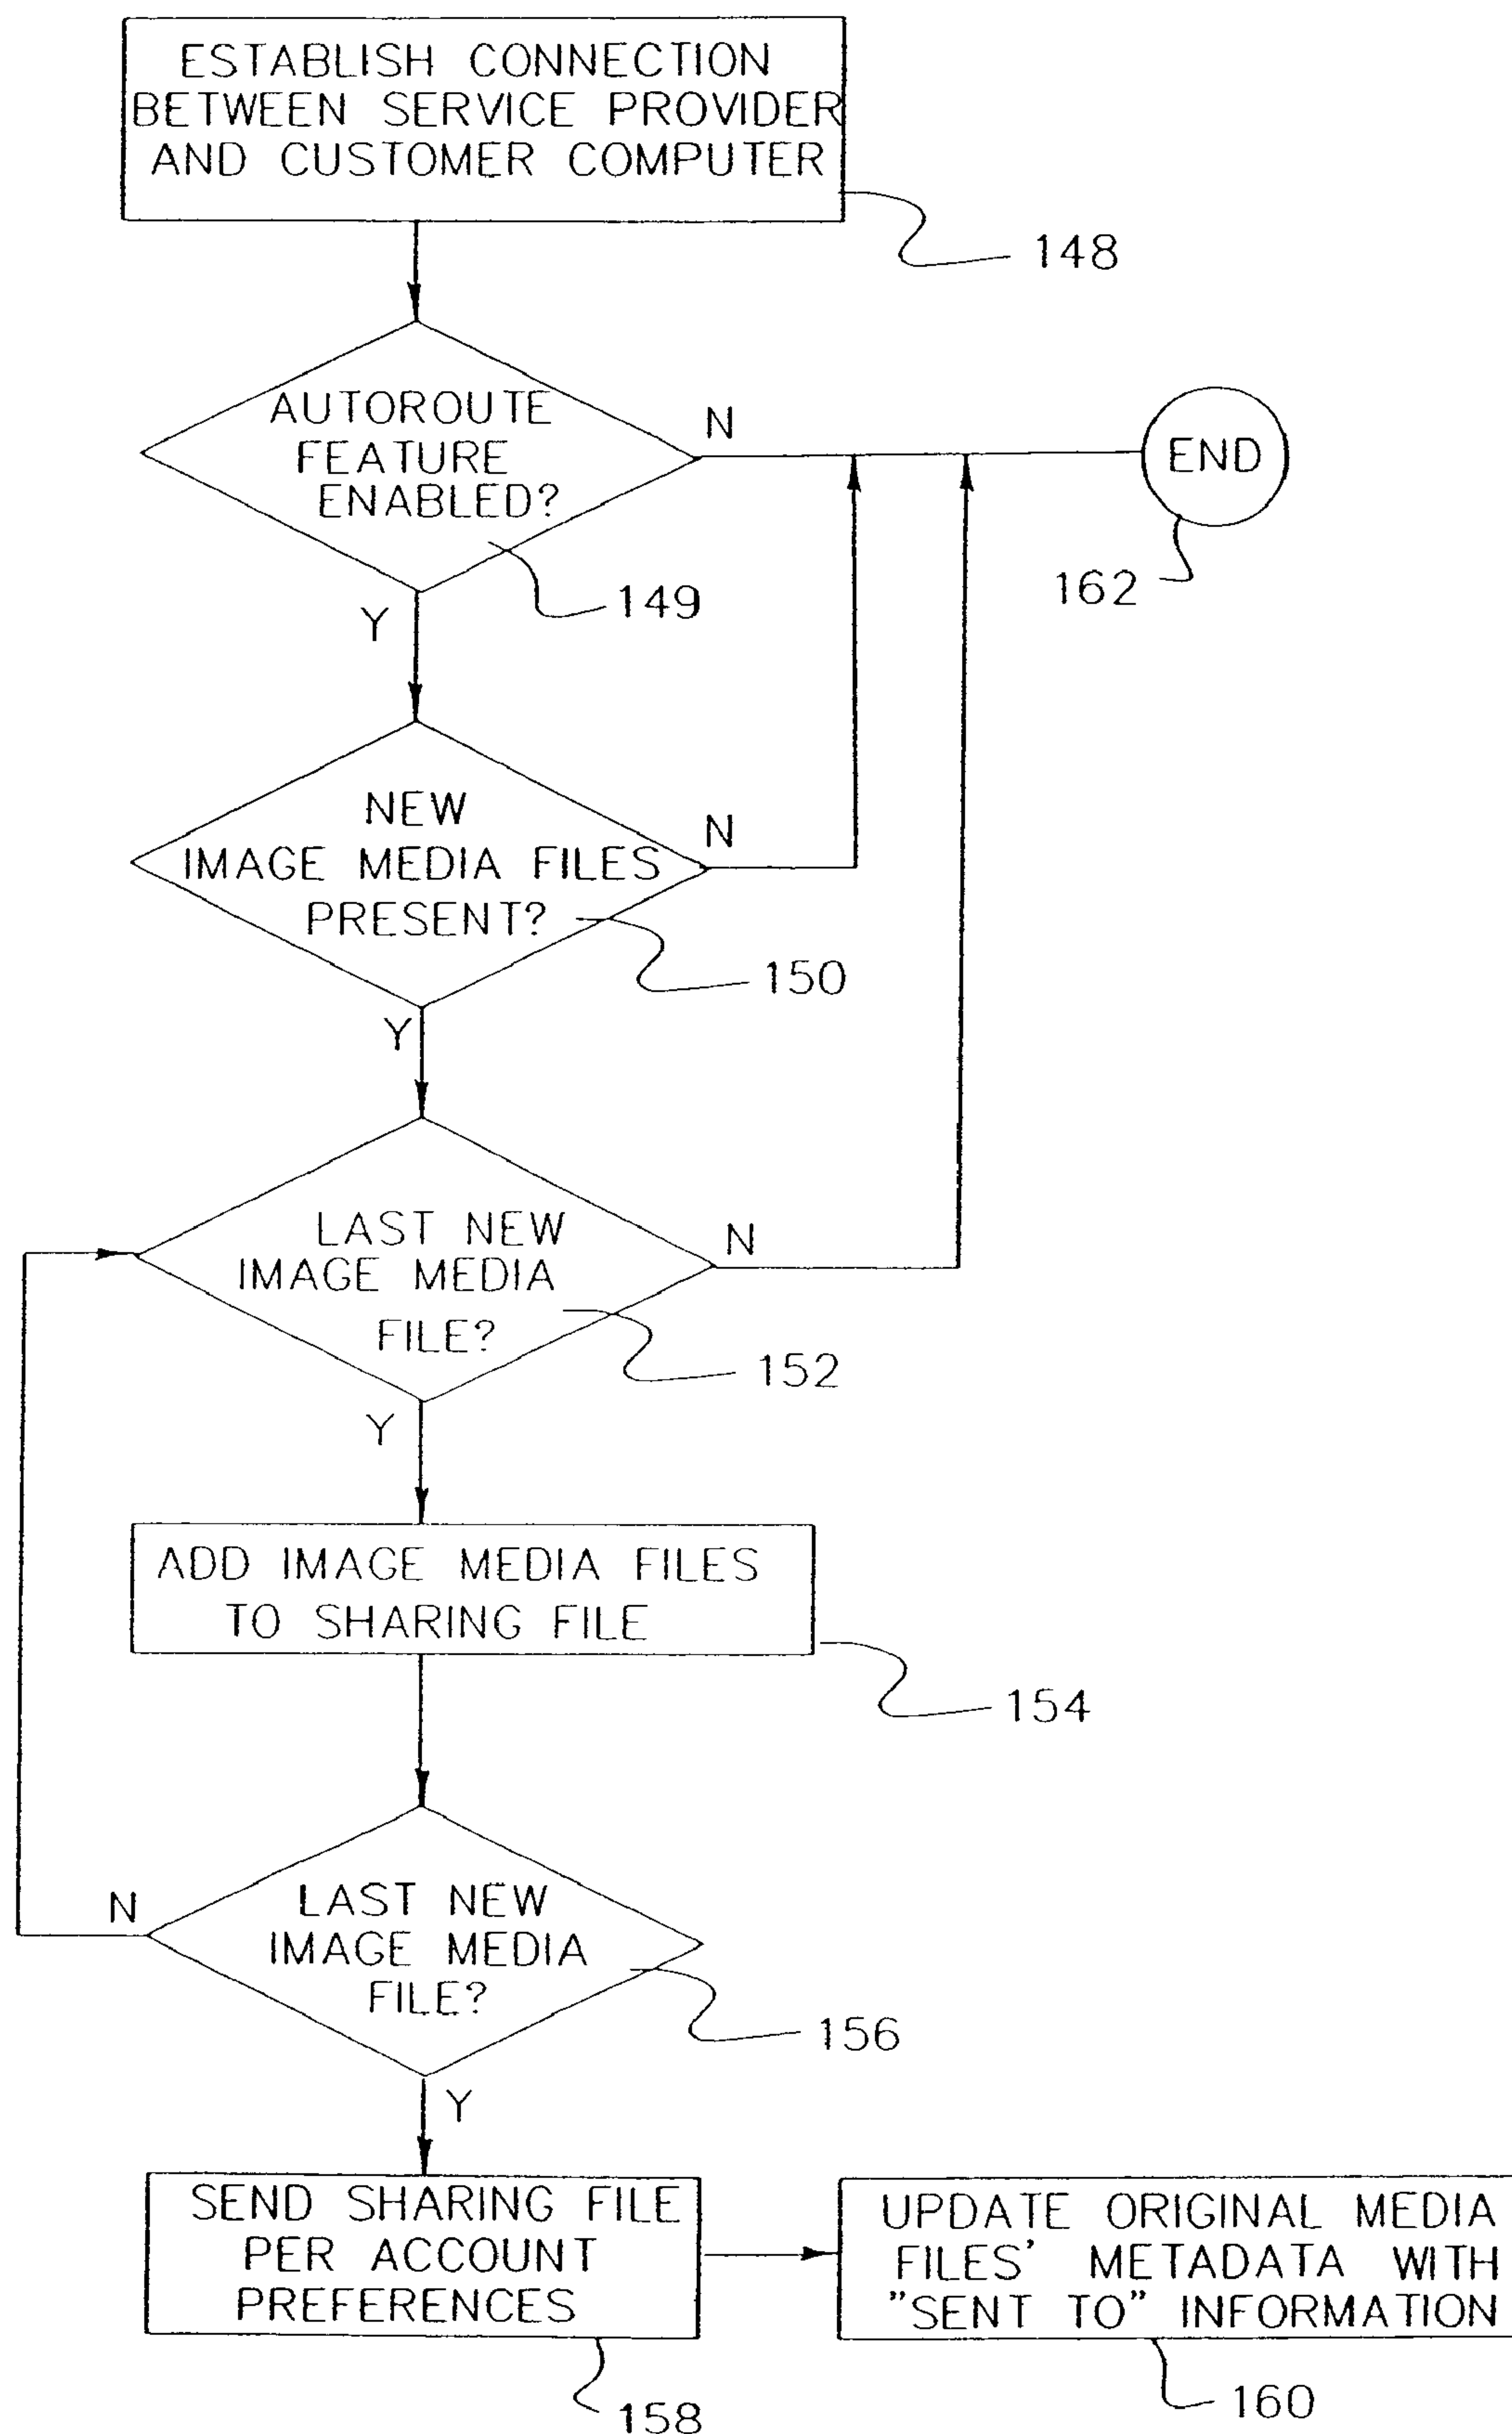 ESTABLISH CONNECTION
BETWEEN SERVICE PROVIDER
AND CUSTOMER COMPUTER
148
AUTOROUTE
FEATURE
ENABLED?
N
END
149
162
Y
NEW
IMAGE MEDIA FILES
PRESENT?
N
150
Y
LAST NEW
IMAGE MEDIA
FILE?
N
152
Y
ADD IMAGE MEDIA FILES
TO SHARING FILE
154
LAST NEW
IMAGE MEDIA
FILE?
N
156
Y
SEND SHARING FILE
PER ACCOUNT
PREFERENCES
158
UPDATE ORIGINAL MEDIA
FILES' METADATA WITH
"SENT TO" INFORMATION
160